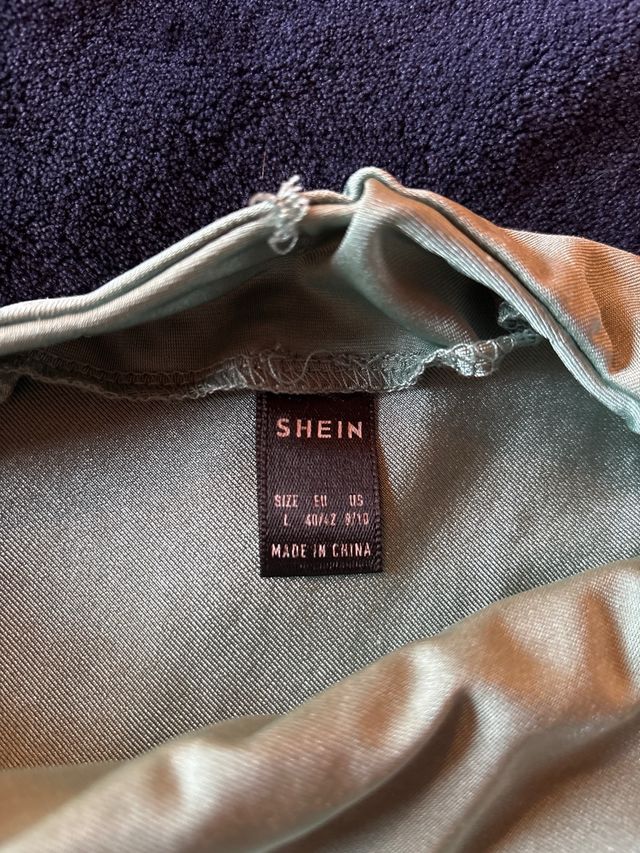 SHEIN
SIZE EU US
L 40/42 8/10
MADE IN CHINA